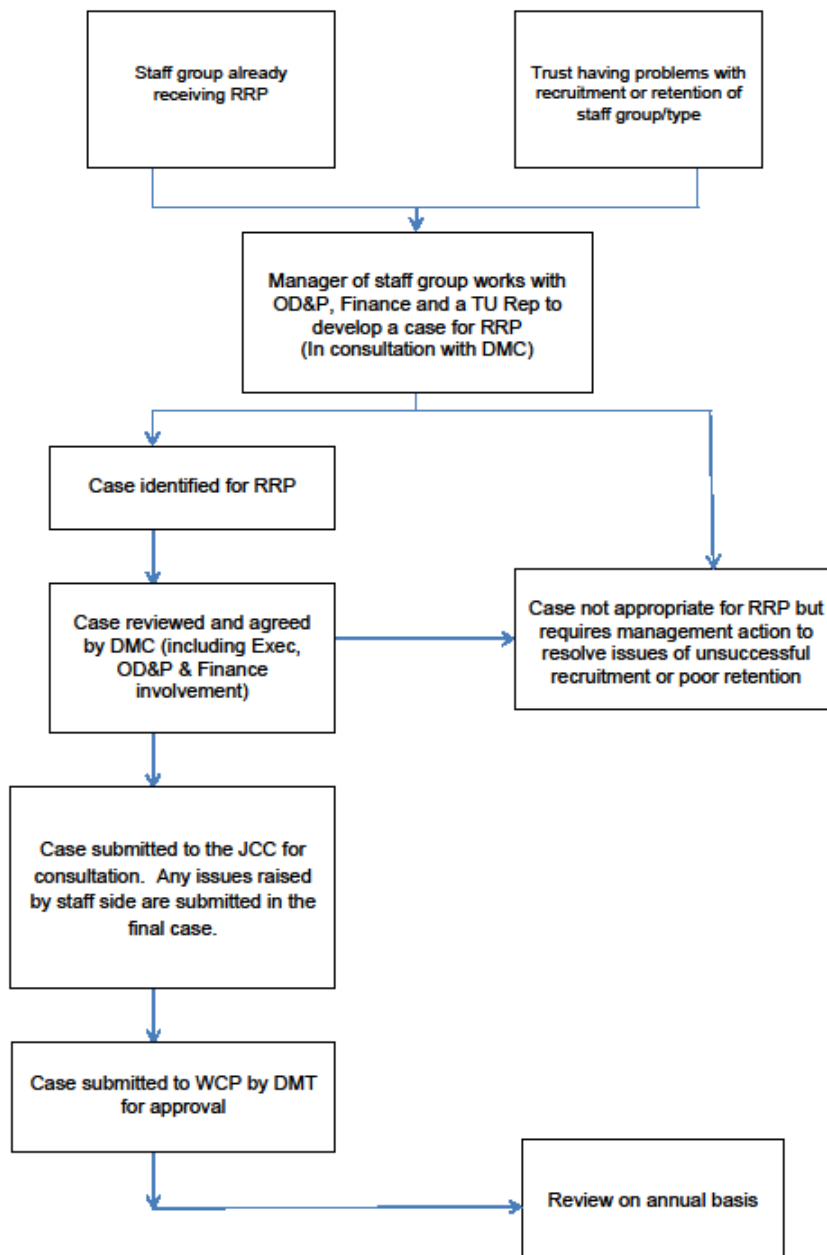 Staff group already
receiving RRP
Trust having problems with
recruitment or retention of
staff group/type
Manager of staff group works with
OD&P, Finance and a TU Rep to
develop a case for RRP
(In consultation with DMC)
Case identified for RRP
Case reviewed and agreed
by DMC (including Exec,
OD&P & Finance
involvement)
Case not appropriate for RRP but
requires management action to
resolve issues of unsuccessful
recruitment or poor retention
Case submitted to the JCC for
consultation.  Any issues raised
by staff side are submitted in the
final case.
Case submitted to WCP by DMT
for approval
Review on annual basis